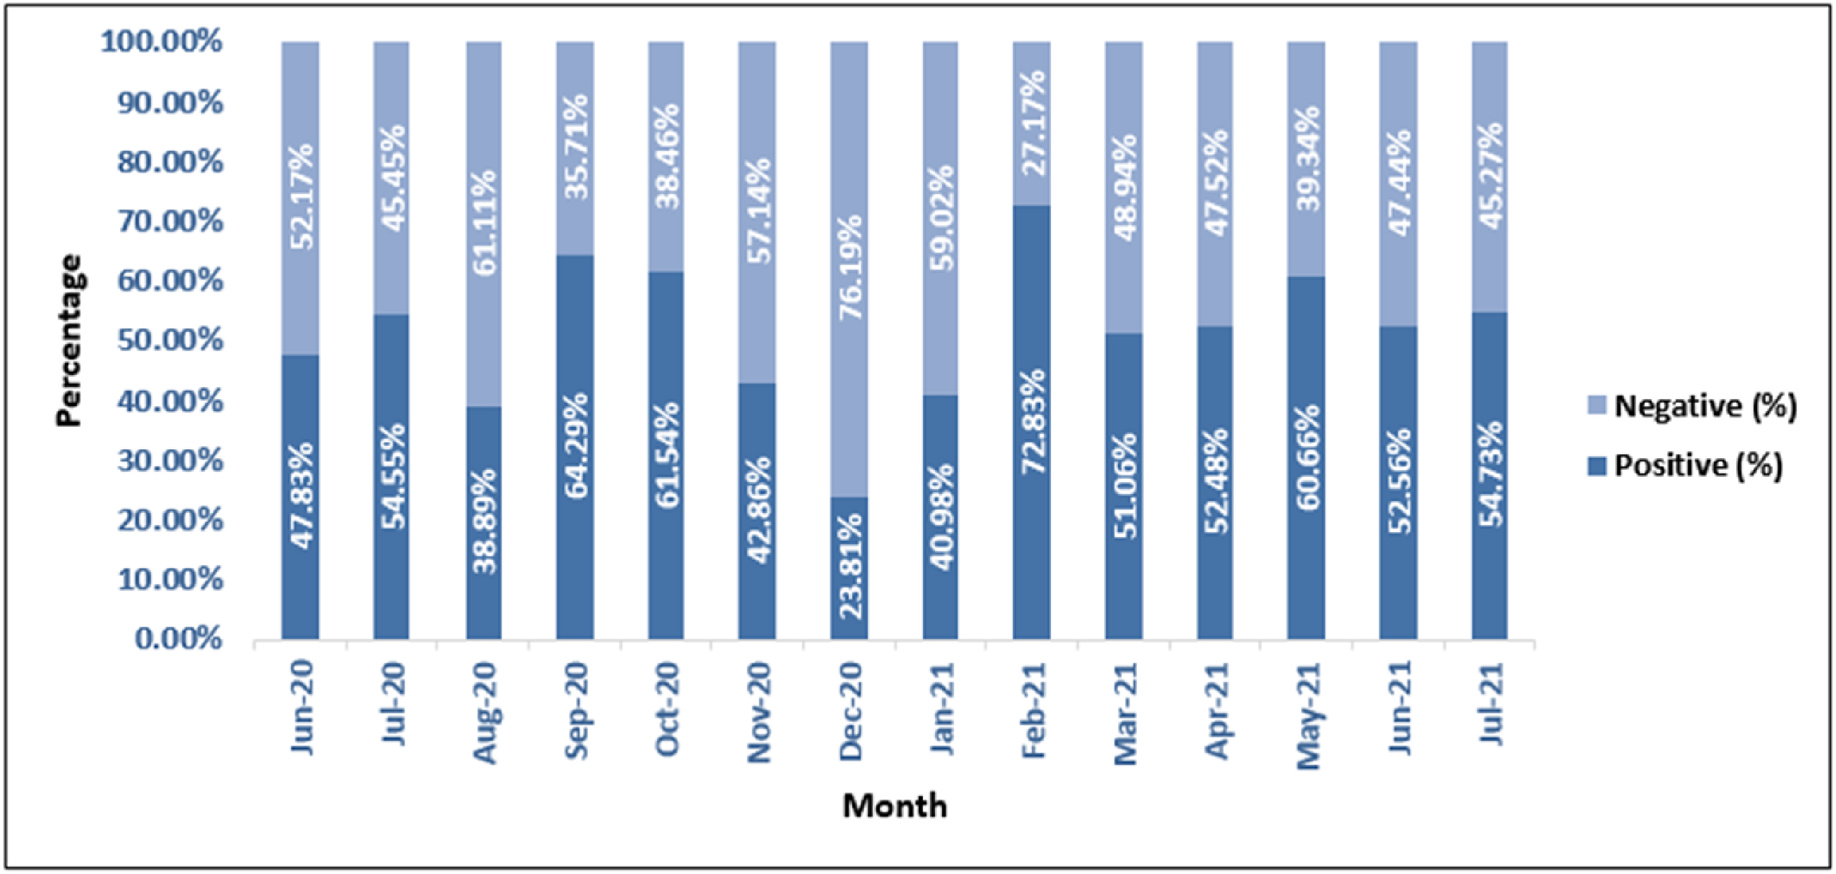 100.00%
90.00%
80.00%
70.00%
60.00%
50.00%
40.00%
30.00%
20.00%
10.00%
0.00%
Percentage
52.17%
45.45%
61.11%
35.71%
38.46%
57.14%
76.19%
59.02%
27.17%
48.94%
47.52%
39.34%
47.44%
45.27%
47.83%
54.55%
38.89%
64.29%
61.54%
42.86%
23.81%
40.98%
72.83%
51.06%
52.48%
60.66%
52.56%
54.73%
Jun-20
Jul-20
Aug-20
Sep-20
Oct-20
Nov-20
Dec-20
Jan-21
Feb-21
Mar-21
Apr-21
May-21
Jun-21
Jul-21
Month
Negative (%)
Positive (%)